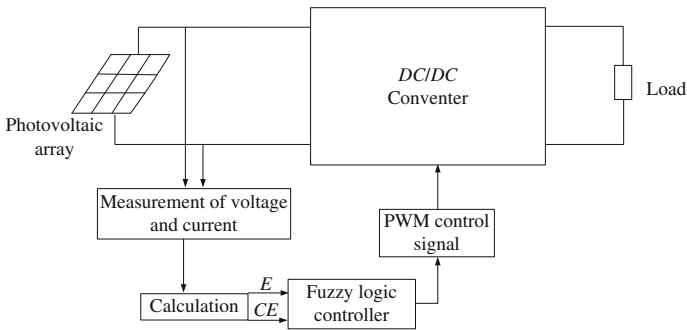 DC/DC
Conventer
Load
Photovoltaic
array
Measurement of voltage
and current
PWM control
signal
E
Calculation
CE
Fuzzy logic
controller